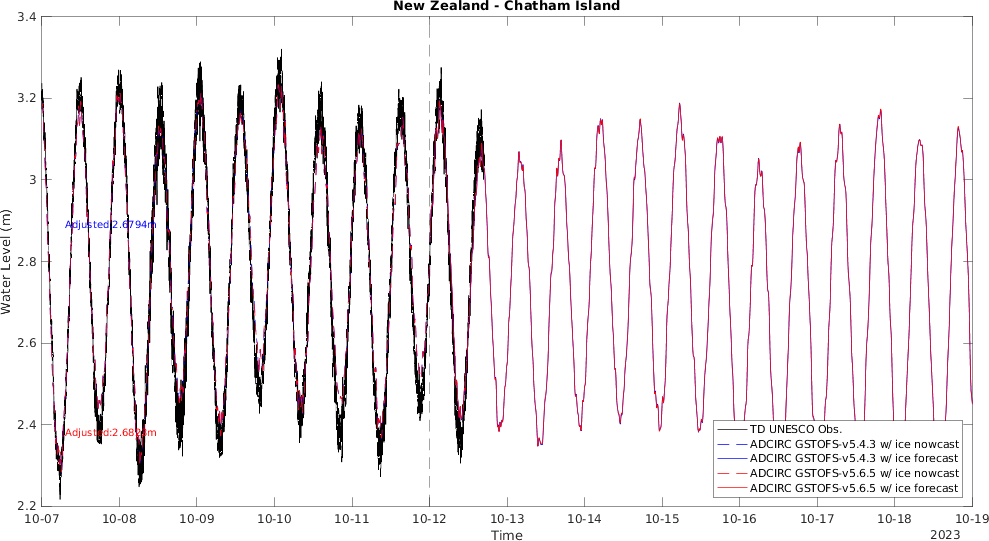 New Zealand - Chatham Island
3.4
3.2
3
2.8
2.6
2.4
2.2
Water Level (m)
Adjusted:2.6794m
Adjusted:2.6823m
TD UNESCO Obs.
ADCIRC GSTOFS-v5.4.3 w/ ice nowcast
ADCIRC GSTOFS-v5.4.3 w/ ice forecast
ADCIRC GSTOFS-v5.6.5 w/ ice nowcast
ADCIRC GSTOFS-v5.6.5 w/ ice forecast
10-07 10-08 10-09 10-10 10-11 10-12 10-13 10-14 10-15 10-16 10-17 10-18 10-19
Time
2023